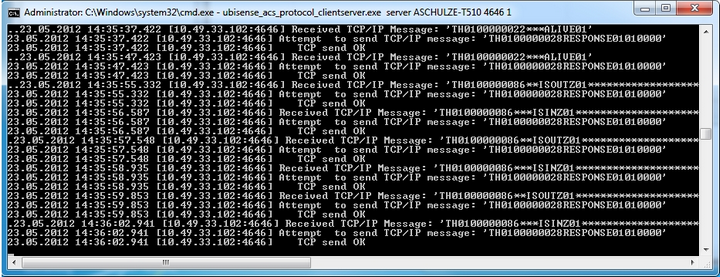 Administrator: C:\Windows\system32\cmd.exe - ubisense_acs_protocol_clientserver.exe server ASCHULZE-T510 4646 1
..23.05.2012 14:35:37.422 [10.49.33.102:4646] Received TCP/IP Message: 'TH0100000022***ALIVE01'
23.05.2012 14:35:37.422 [10.49.33.102:4646] Attempt to send TCP/IP message: 'TH0100000028RESPONSE01010000'
23.05.2012 14:35:37.422 [10.49.33.102:4646] TCP send OK
..23.05.2012 14:35:47.423 [10.49.33.102:4646] Received TCP/IP Message: 'TH0100000022***ALIVE01'
23.05.2012 14:35:47.423 [10.49.33.102:4646] Attempt to send TCP/IP message: 'TH0100000028RESPONSE01010000'
23.05.2012 14:35:47.423 [10.49.33.102:4646] TCP send OK
..23.05.2012 14:35:55.332 [10.49.33.102:4646] Received TCP/IP Message: 'TH0100000086**ISOUTZ01********************
23.05.2012 14:35:55.332 [10.49.33.102:4646] Attempt to send TCP/IP message: 'TH0100000028RESPONSE01010000'
23.05.2012 14:35:55.332 [10.49.33.102:4646] TCP send OK
23.05.2012 14:35:56.587 [10.49.33.102:4646] Received TCP/IP Message: 'TH0100000086***ISINZ01********************
23.05.2012 14:35:56.587 [10.49.33.102:4646] Attempt to send TCP/IP message: 'TH0100000028RESPONSE01010000'
23.05.2012 14:35:56.587 [10.49.33.102:4646] TCP send OK
.23.05.2012 14:35:57.548 [10.49.33.102:4646] Received TCP/IP Message: 'TH0100000086**ISOUTZ01********************
23.05.2012 14:35:57.548 [10.49.33.102:4646] Attempt to send TCP/IP message: 'TH0100000028RESPONSE01010000'
23.05.2012 14:35:57.548 [10.49.33.102:4646] TCP send OK
23.05.2012 14:35:58.935 [10.49.33.102:4646] Received TCP/IP Message: 'TH0100000086***ISINZ01********************
23.05.2012 14:35:58.935 [10.49.33.102:4646] Attempt to send TCP/IP message: 'TH0100000028RESPONSE01010000'
23.05.2012 14:35:58.935 [10.49.33.102:4646] TCP send OK
23.05.2012 14:35:59.853 [10.49.33.102:4646] Received TCP/IP Message: 'TH0100000086**ISOUTZ01********************
23.05.2012 14:35:59.853 [10.49.33.102:4646] Attempt to send TCP/IP message: 'TH0100000028RESPONSE01010000'
23.05.2012 14:35:59.853 [10.49.33.102:4646] TCP send OK
.23.05.2012 14:36:02.941 [10.49.33.102:4646] Received TCP/IP Message: 'TH0100000086***ISINZ01********************
23.05.2012 14:36:02.941 [10.49.33.102:4646] Attempt to send TCP/IP message: 'TH0100000028RESPONSE01010000'
23.05.2012 14:36:02.941 [10.49.33.102:4646] TCP send OK